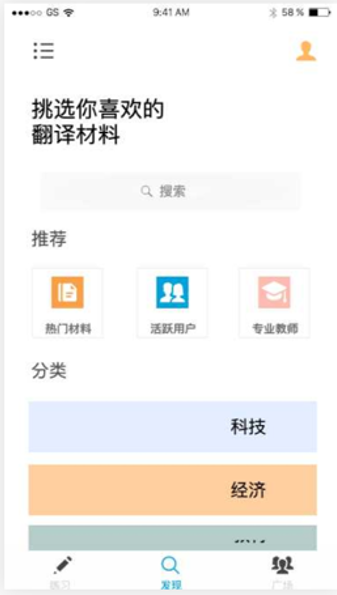 GS
9:41 AM
58 %
挑选你喜欢的
翻译材料
搜索
推荐
热门材料
活跃用户
专业教师
分类
科技
经济
练习
发现
广场